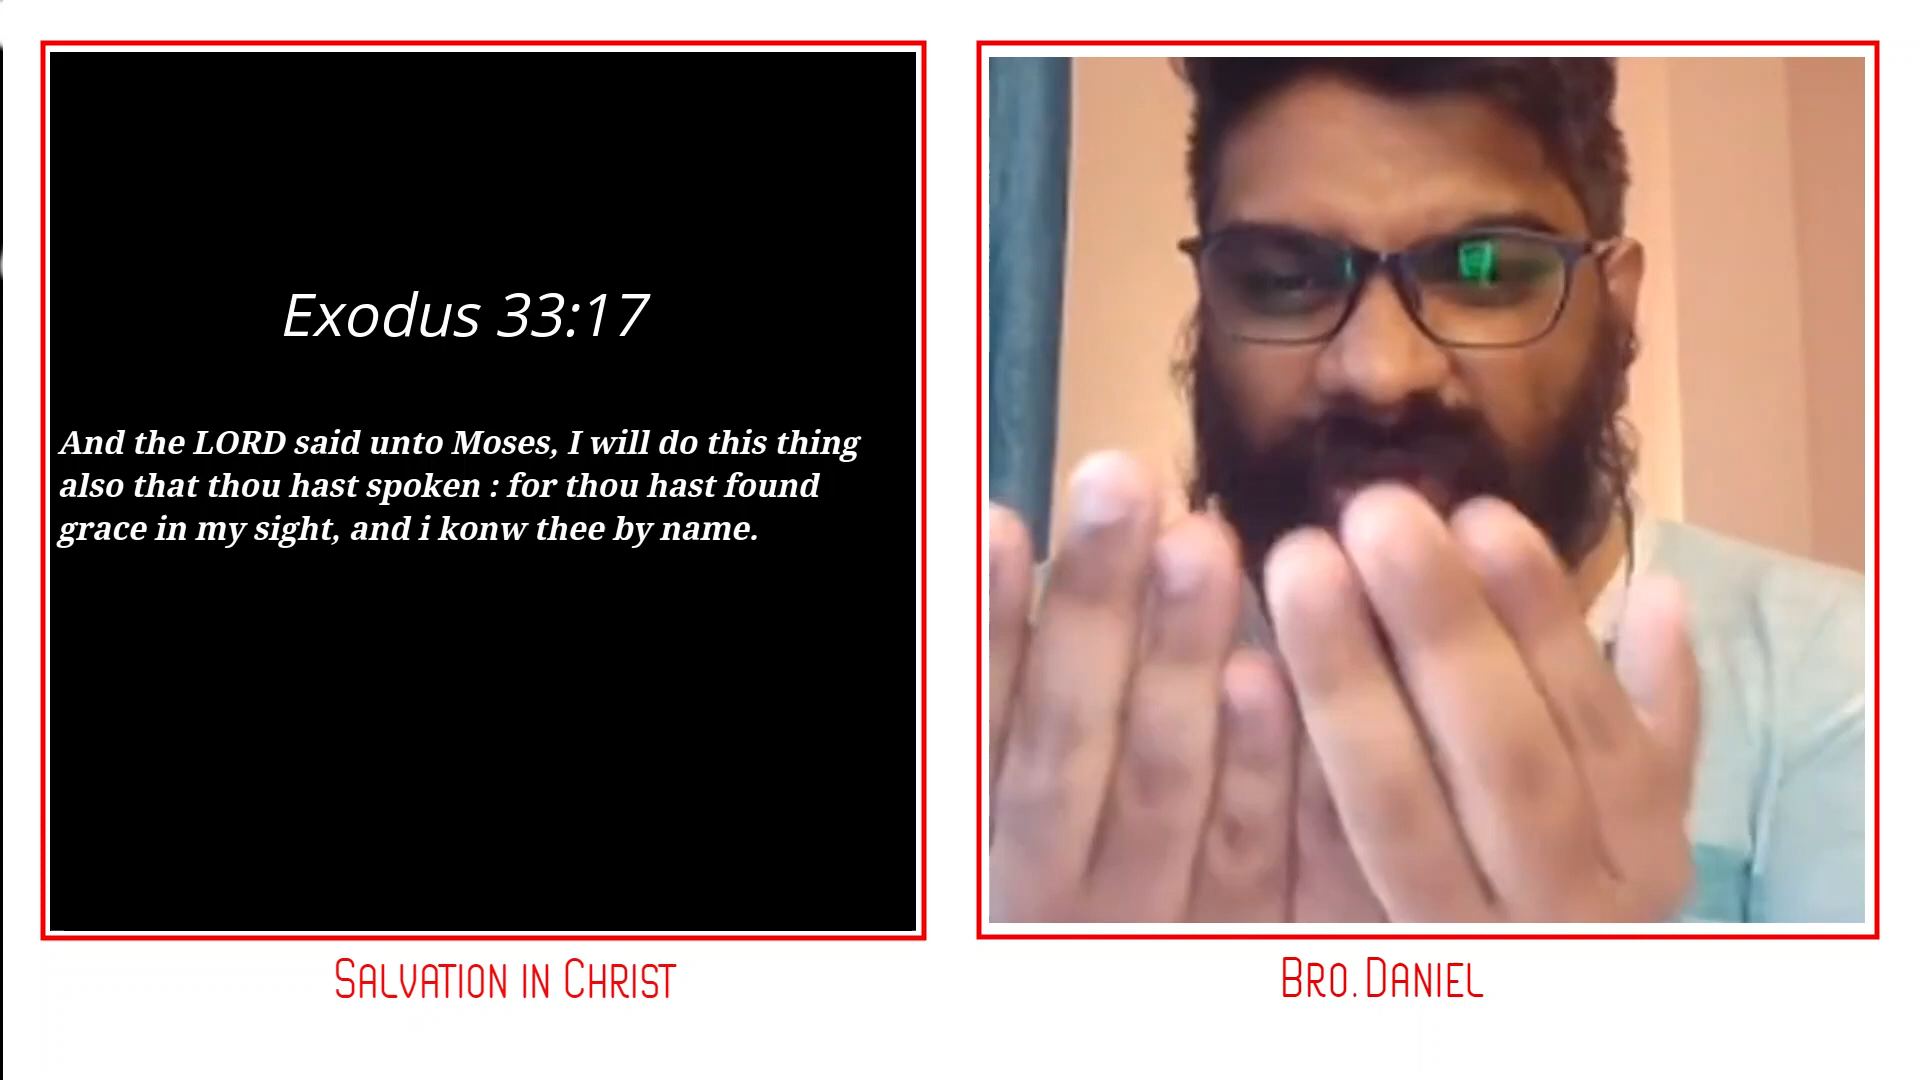 Exodus 33:17
And the LORD said unto Moses, I will do this thing
also that thou hast spoken : for thou hast found
grace in my sight, and i konw thee by name.
SALVATION IN CHRIST
BRO. DANIEL